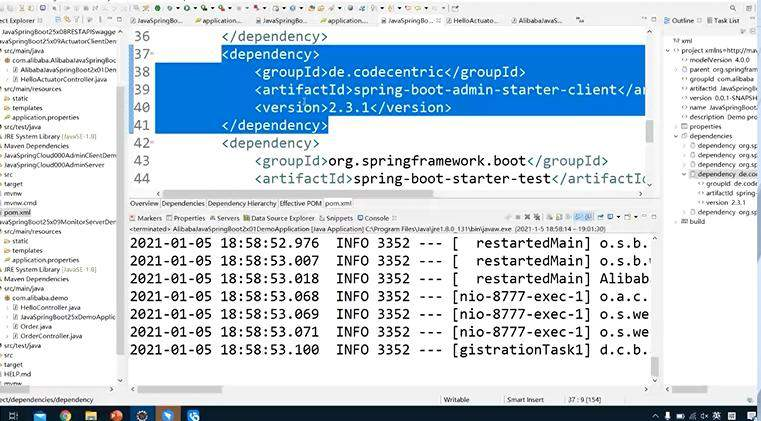 ect Explorer
JavaSpringBoot25x08RESTAPISwagge
JavaSpringBoot25x09ActuatorClientDem
src/main/java
com.alibaba.AlibabaJavaSpringBoo
AlibabaJavaSpringBoot2x01Dem
HelloActuatorController.java
src/main/resources
static
templates
application.properties
src/test/java
JRE System Library [JavaSE-1.8]
Maven Dependencies
JavaSpringCloud000AdminClientDem
JavaSpringCloud000AdminServerDem
src
target
mvnw
mvnw.cmd
pom.xml
JavaSpringBoot25x09MonitorServerDem
src/main/resources
static
templates
application.properties
JRE System Library [JavaSE-1.8]
Maven Dependencies
src/main/java
com.alibaba.demo
HelloController.java
JavaSpringBoot25x0DemoApplic
Order.java
OrderController.java
src/test/java
src
target
HELP.md
mvnw
JavaSpringBoo...
application....
JavaSpringBo...
application....
JavaSpringBo...
HelloActuato...
AlibabaJavaS...
36 </dependency>
37 <dependency>
38 <groupId>de.codecentric</groupId>
39 <artifactId>spring-boot-admin-starter-client</ar
40 <version>2.3.1</version>
41 </dependency>
42 <dependency>
43 <groupId>org.springframework.boot</groupId>
44 <artifactId>spring-boot-starter-test</artifactId
Overview Dependencies Dependency Hierarchy Effective POM pom.xml
Markers Properties Servers Data Source Explorer Snippets Console
<terminated> AlibabaJavaSpringBoot2x01DemoApplication [Java Application] C:\Program Files\Java\jre1.8.0_131\bin\javaw.exe (2021-1-5 18:58:14 – 19:01:30)
2021-01-05 18:58:52.976 INFO 3352 --- [ restartedMain] o.s.b.
2021-01-05 18:58:53.007 INFO 3352 --- [ restartedMain] o.s.b.
2021-01-05 18:58:53.018 INFO 3352 --- [ restartedMain] Alibab
2021-01-05 18:58:53.068 INFO 3352 --- [nio-8777-exec-1] o.a.c.
2021-01-05 18:58:53.069 INFO 3352 --- [nio-8777-exec-1] o.s.we
2021-01-05 18:58:53.071 INFO 3352 --- [nio-8777-exec-1] o.s.we
2021-01-05 18:58:53.100 INFO 3352 --- [gistrationTask1] d.c.b.
Outline Task List
xml
project xmlns=http://mav
modelVersion 4.0.0
parent org.springfram
groupId com.alibaba
artifactId JavaSpringBoo
version 0.0.1-SNAPSH
name JavaSpringBoot2
description Demo pro
properties
dependencies
dependency org.sp
dependency org.sp
dependency org.sp
dependency de.cod
groupId de.codec
artifactId spring-
version 2.3.1
dependency org.sp
build
dependencies/dependency
Writable Smart Insert 37 : 9 [154]
英